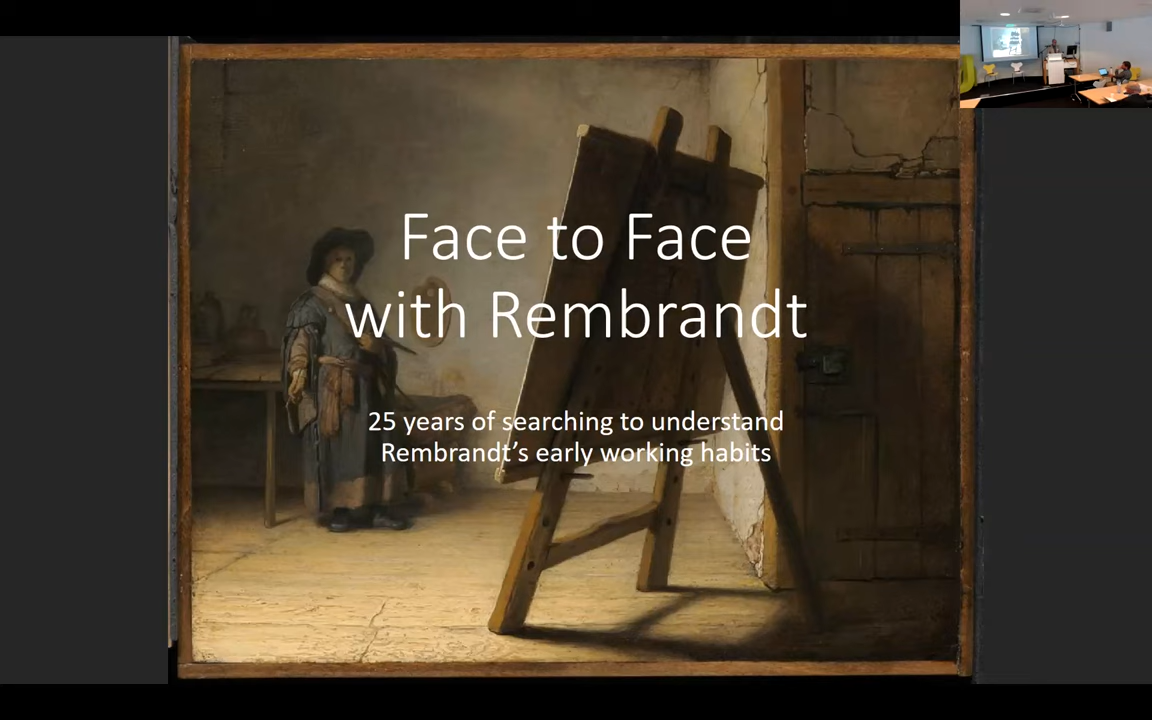 Face to Face
with Rembrandt
25 years of searching to understand
Rembrandt’s early working habits